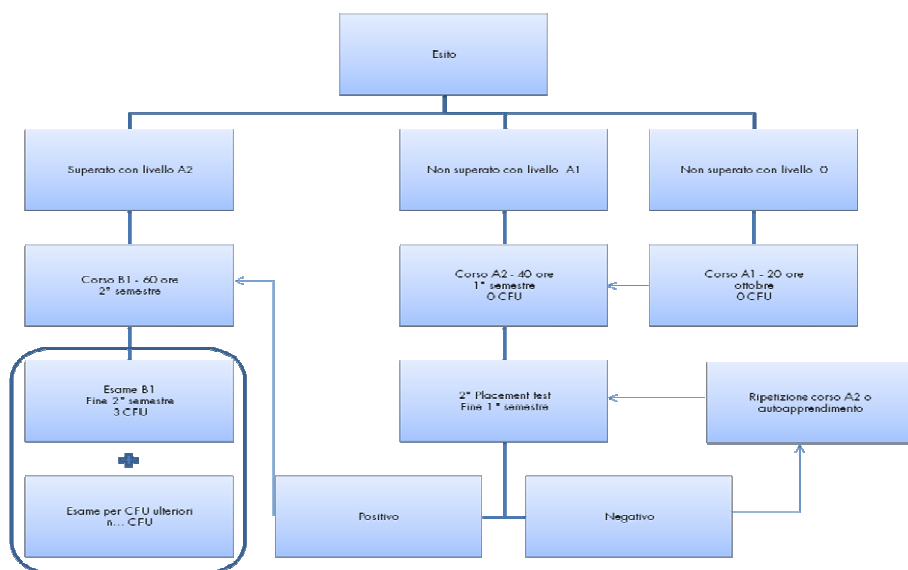 Esito
Superato con livello A2
Non superato con livello A1
Non superato con livello 0
Corso B1 - 60 ore
2° semestre
Corso A2 - 40 ore
1° semestre
0 CFU
Corso A1 - 20 ore
ottobre
0 CFU
Esame B1
Fine 2° semestre
3 CFU
2° Placement test
Fine 1° semestre
Ripetizione corso A2 o
autoapprendimento
Esame per CFU ulteriori
n... CFU
Positivo
Negativo